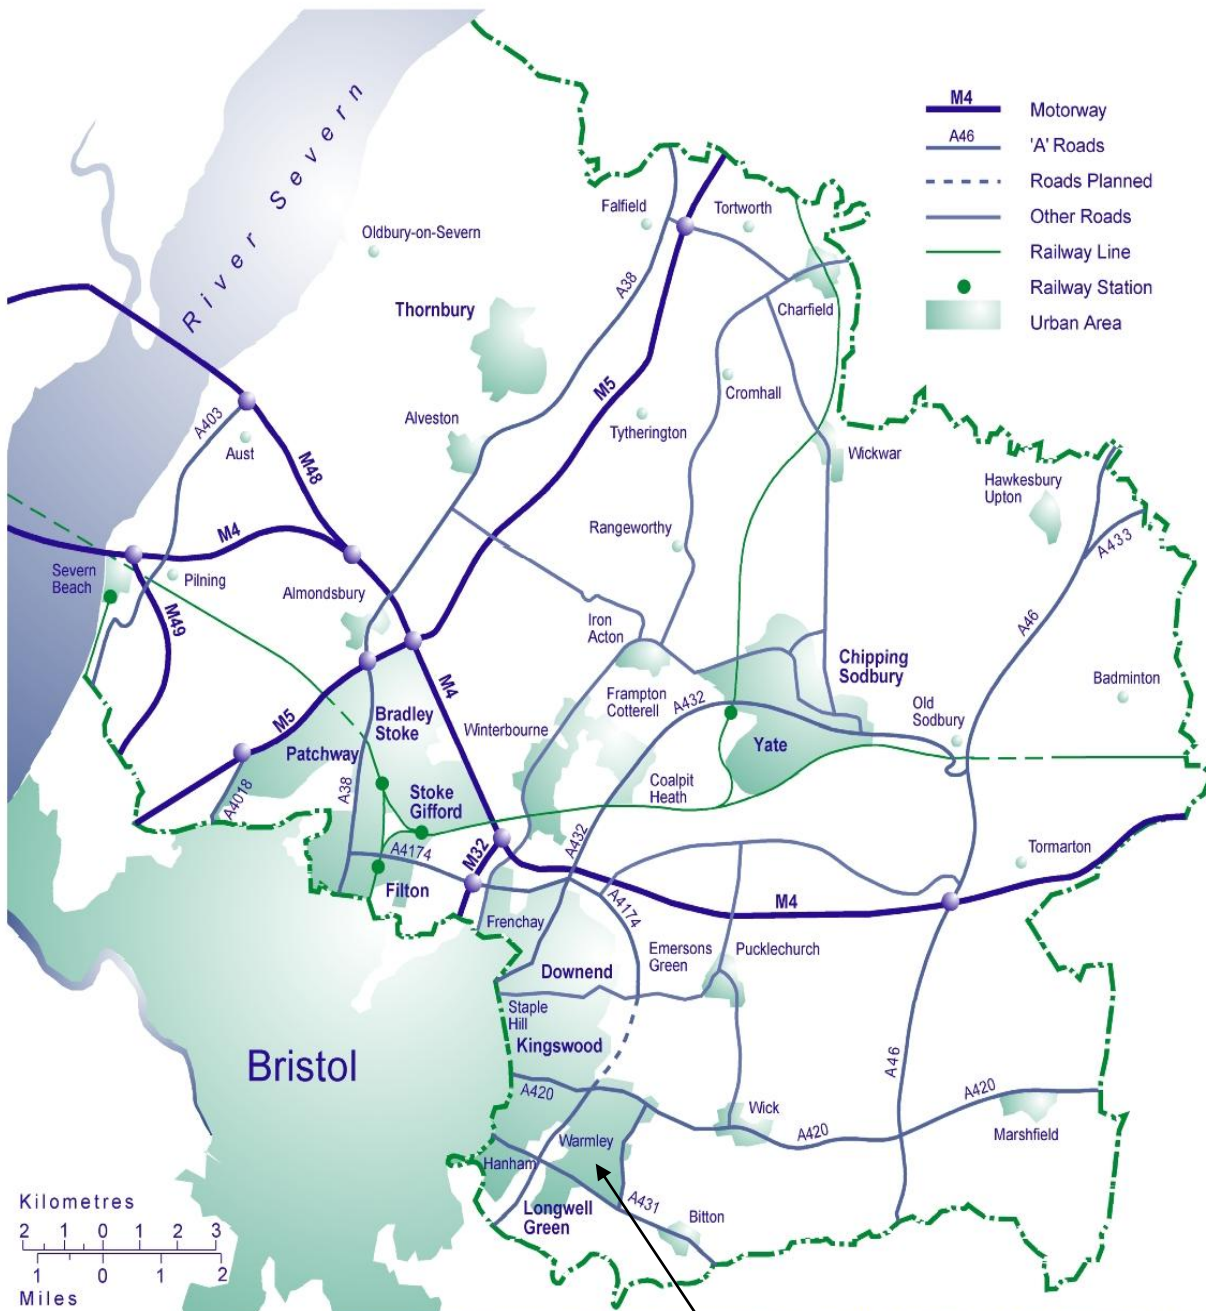 M4
Motorway
A46
'A' Roads
Roads Planned
Other Roads
Railway Line
Railway Station
Urban Area
River Severn
Oldbury-on-Severn
Falfield
Tortworth
Thornbury
A38
Charfield
M5
Cromhall
A403
Alveston
Tytherington
Aust
M48
Wickwar
Hawkesbury
Upton
M4
Rangeworthy
A433
Severn
Beach
Pilning
Almondsbury
M49
Iron
Acton
A46
M4
Chipping
Sodbury
Badminton
Frampton
Cotterell
A432
Old
Sodbury
M5
Bradley
Stoke
Winterbourne
Patchway
Yate
A4018
A38
Stoke
Gifford
Coalpit
Heath
A432
A4174
M32
Tormarton
Filton
A4174
M4
Frenchay
Emersons
Green
Pucklechurch
Downend
Staple
Hill
Kingswood
Bristol
A46
A420
A420
Wick
A420
Marshfield
Warmley
Hanham
A431
Longwell
Green
Bitton
Kilometres
2 1 0 1 2 3
1 0 1 2
Miles